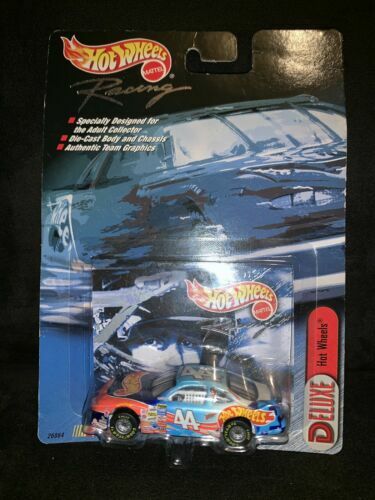 Hot Wheels
MATTEL
Racing
Specially Designed for
the Adult Collector
Die-Cast Body and Chassis
Authentic Team Graphics
Hot Wheels
MATTEL
DELUXE
Hot Wheels®
44
Hot Wheels
26884